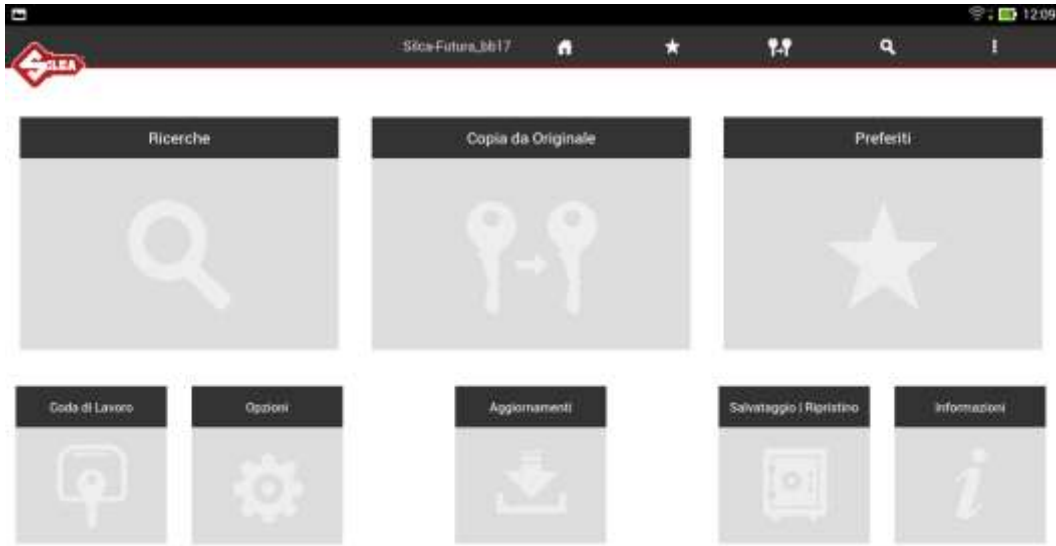 12:09
SILCA
Silca-Futura_bb17
Ricerche
Copia da Originale
Preferiti
Coda di Lavoro
Opzioni
Aggiornamenti
Salvataggio | Ripristino
Informazioni